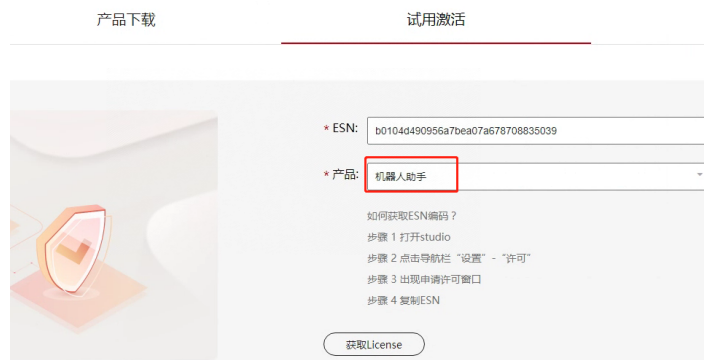 产品下载
试用激活
* ESN: b0104d490956a7bea07a678708835039
* 产品: 机器人助手
如何获取ESN编码？
步骤 1 打开studio
步骤 2 点击导航栏“设置” - “许可”
步骤 3 出现申请许可窗口
步骤 4 复制ESN
获取License